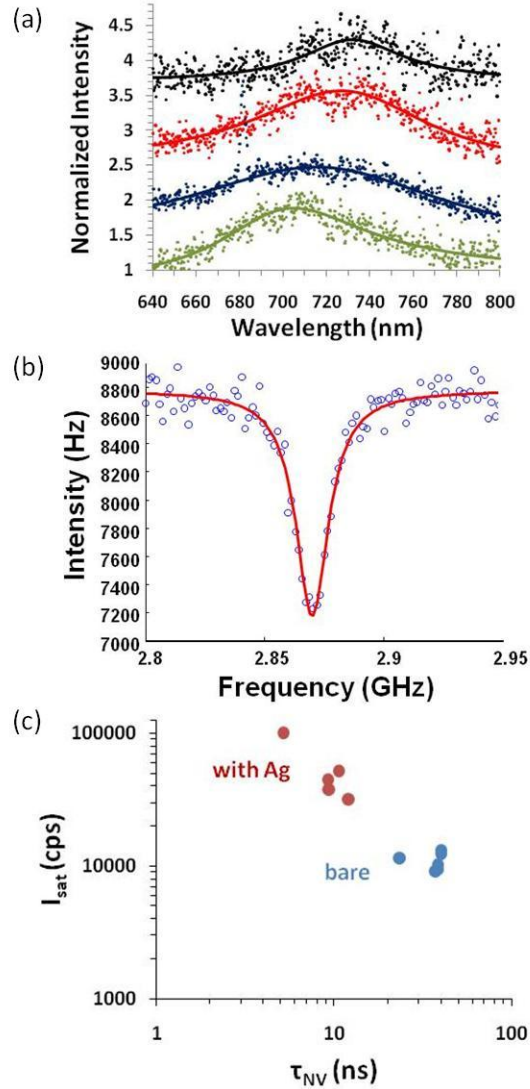 (a)
Normalized Intensity
4.5
4
3.5
3
2.5
2
1.5
1
640 660 680 700 720 740 760 780 800
Wavelength (nm)
(b)
Intensity (Hz)
9000
8800
8600
8400
8200
8000
7800
7600
7400
7200
7000
2.8 2.85 2.9 2.95
Frequency (GHz)
(c)
I_sat (cps)
100000
10000
1000
with Ag
bare
1 10 100
τ_NV (ns)